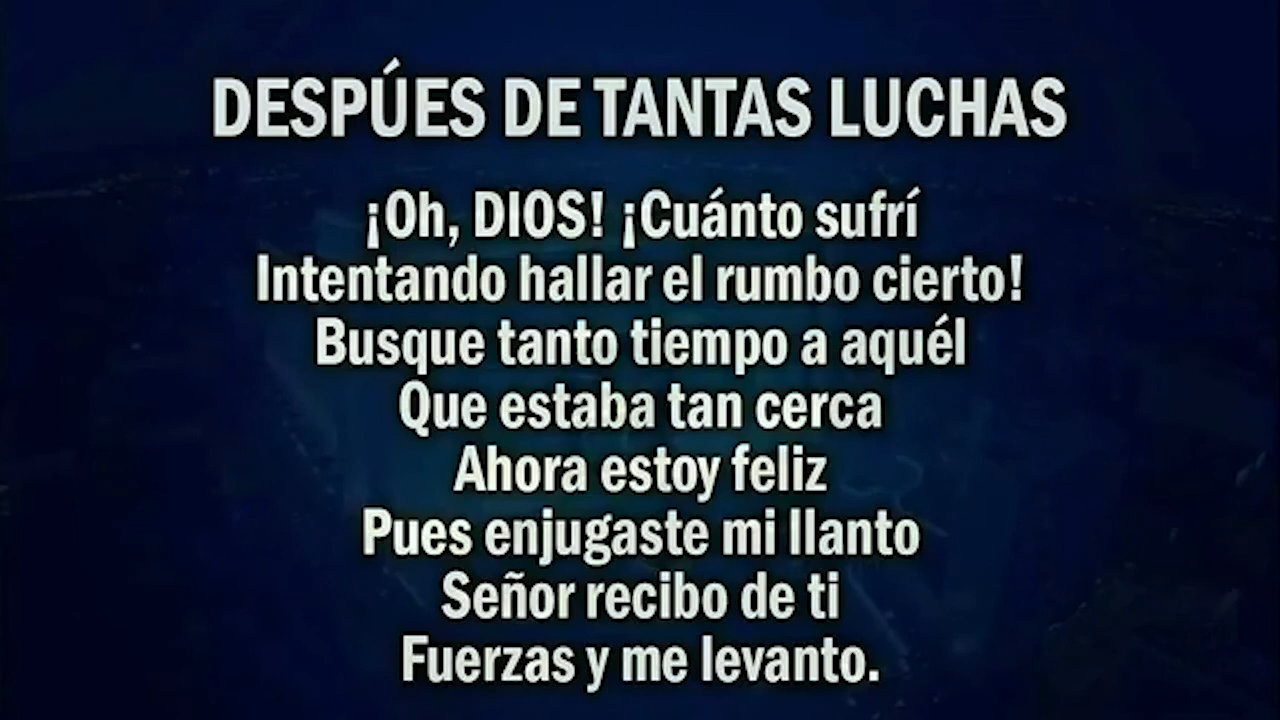 DESPÚES DE TANTAS LUCHAS
¡Oh, DIOS! ¡Cuánto sufrí
Intentando hallar el rumbo cierto!
Busque tanto tiempo a aquél
Que estaba tan cerca
Ahora estoy feliz
Pues enjugaste mi llanto
Señor recibo de ti
Fuerzas y me levanto.